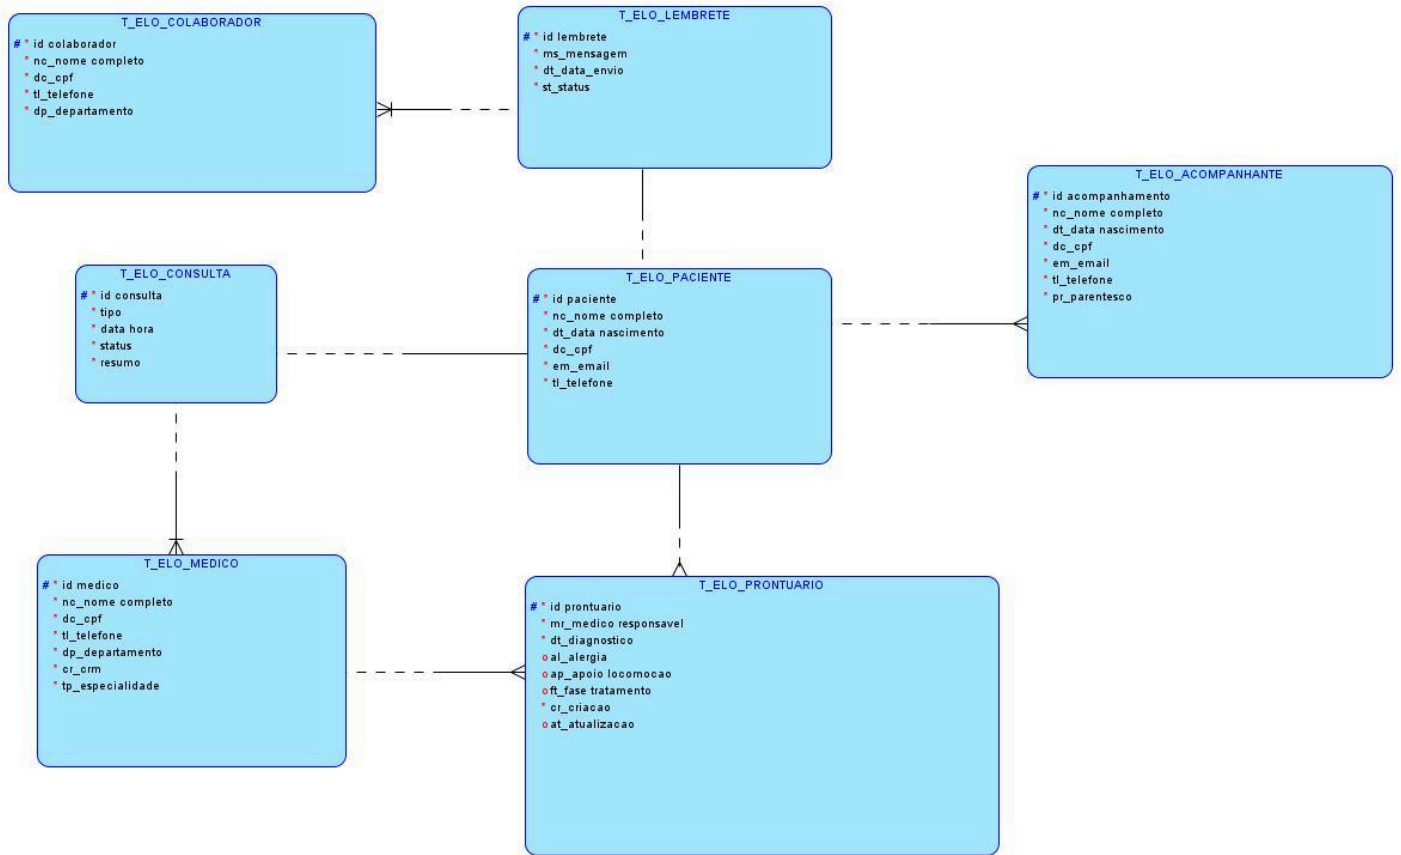 T_ELO_COLABORADOR
# * id colaborador
* nc_nome completo
* dc_cpf
* tl_telefone
* dp_departamento
T_ELO_LEMBRETE
# * id lembrete
* ms_mensagem
* dt_data_envio
* st_status
T_ELO_ACOMPANHANTE
# * id acompanhamento
* nc_nome completo
* dt_data nascimento
* dc_cpf
* em_email
* tl_telefone
* pr_parentesco
T_ELO_CONSULTA
# * id consulta
* tipo
* data hora
* status
* resumo
T_ELO_PACIENTE
# * id paciente
* nc_nome completo
* dt_data nascimento
* dc_cpf
* em_email
* tl_telefone
T_ELO_MEDICO
# * id medico
* nc_nome completo
* dc_cpf
* tl_telefone
* dp_departamento
* cr_crm
* tp_especialidade
T_ELO_PRONTUARIO
# * id prontuario
* mr_medico responsavel
* dt_diagnostico
o al_alergia
o ap_apoio locomocao
o ft_fase tratamento
* cr_criacao
o at_atualizacao